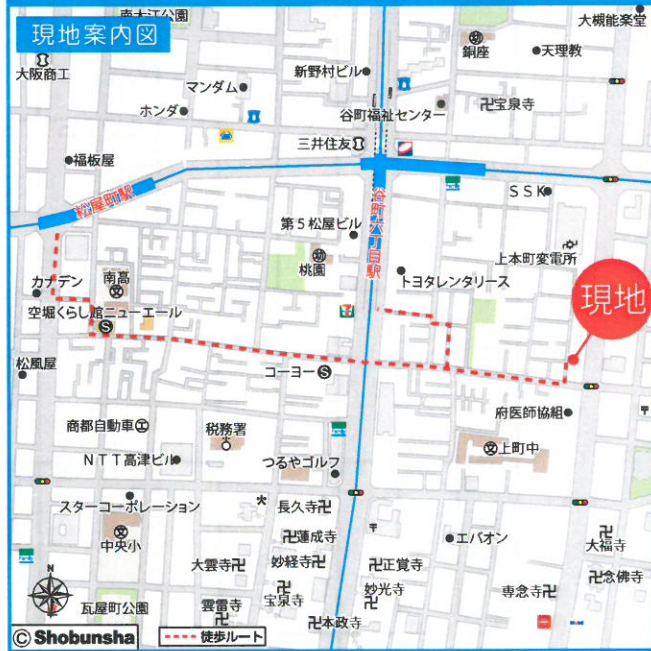 現地案内図
南大江公園
大槻能楽堂
銅座
天理教
大阪商工
新野村ビル
マンダム
谷町福祉センター
宝泉寺
ホンダ
三井住友
福板屋
松屋町駅
SSK
谷町六丁目駅
第5松屋ビル
上本町変電所
桃園
トヨタレンタリース
カナデン
南高
現地
空堀くらし館ニューエール
松風屋
コーヨー
府医師協組
商都自動車
税務署
上町中
NTT高津ビル
つるやゴルフ
スターコーポレーション
長久寺
中央小
蓮成寺
エバオン
大福寺
大雲寺
妙経寺
正覚寺
念佛寺
宝泉寺
妙光寺
専念寺
瓦屋町公園
雲雷寺
本政寺
N
© Shobunsha
徒歩ルート